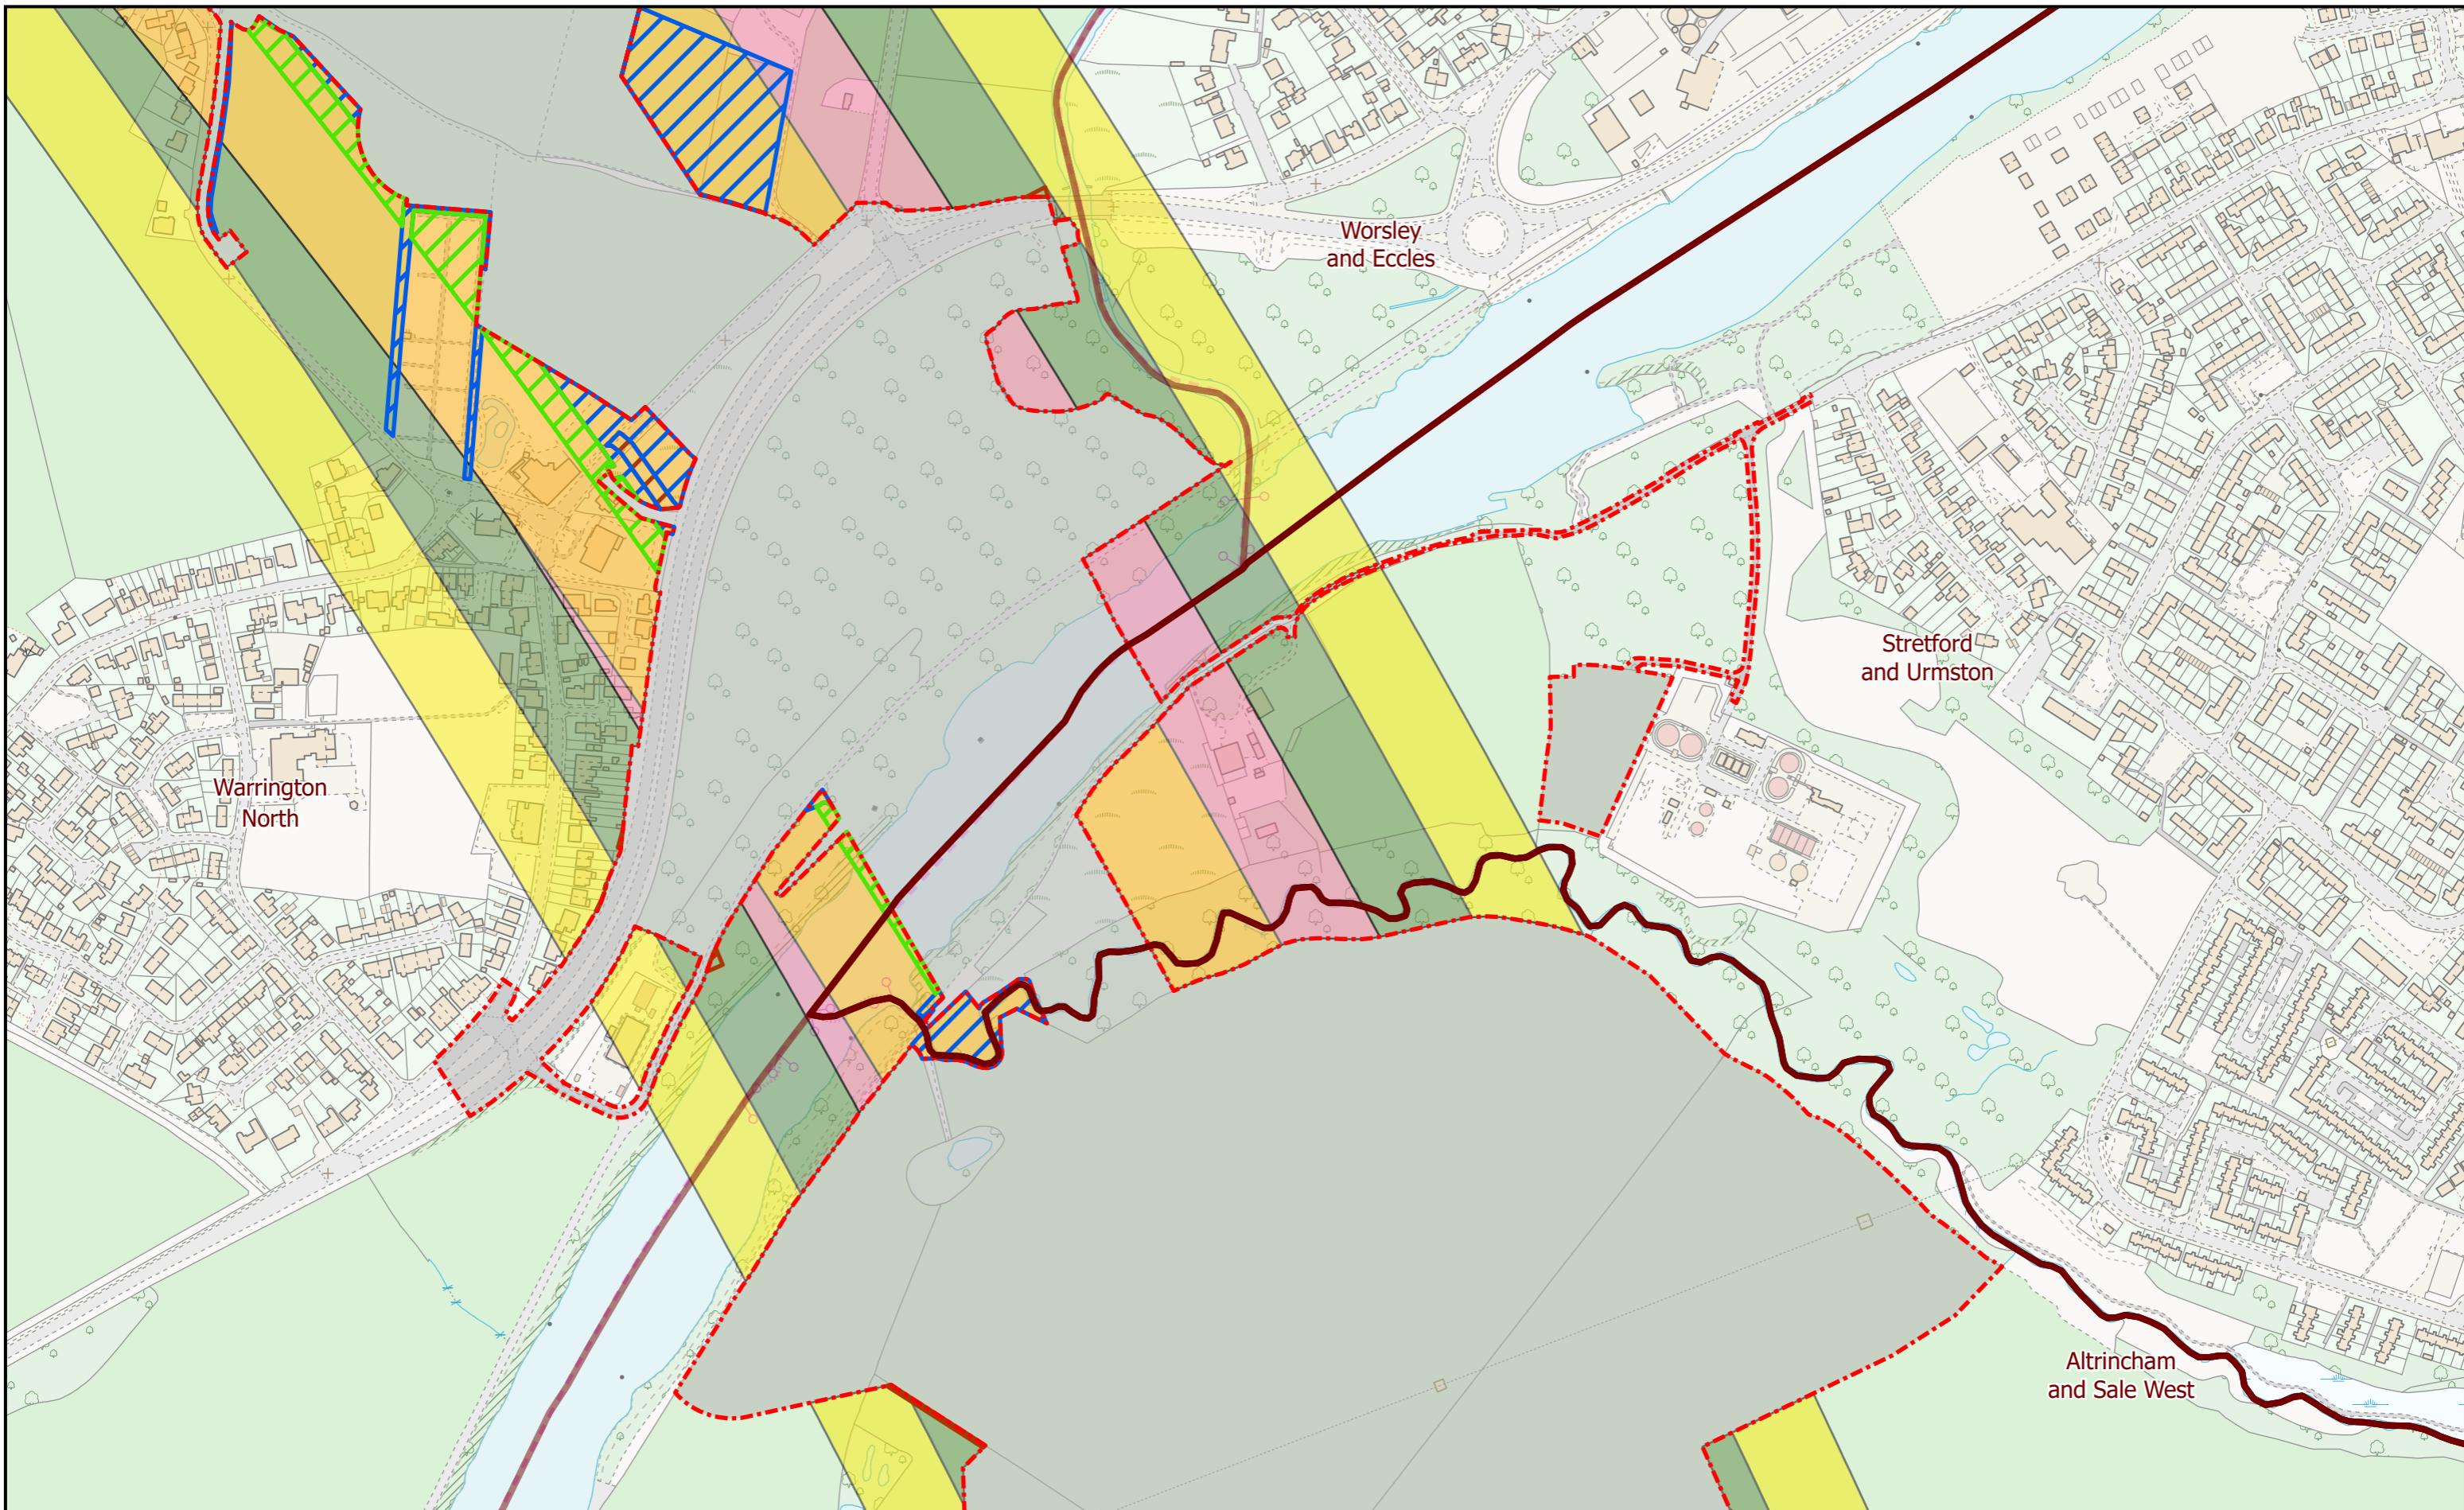 Worsley
and Eccles
Stretford
and Urmston
Warrington
North
Altrincham
and Sale West